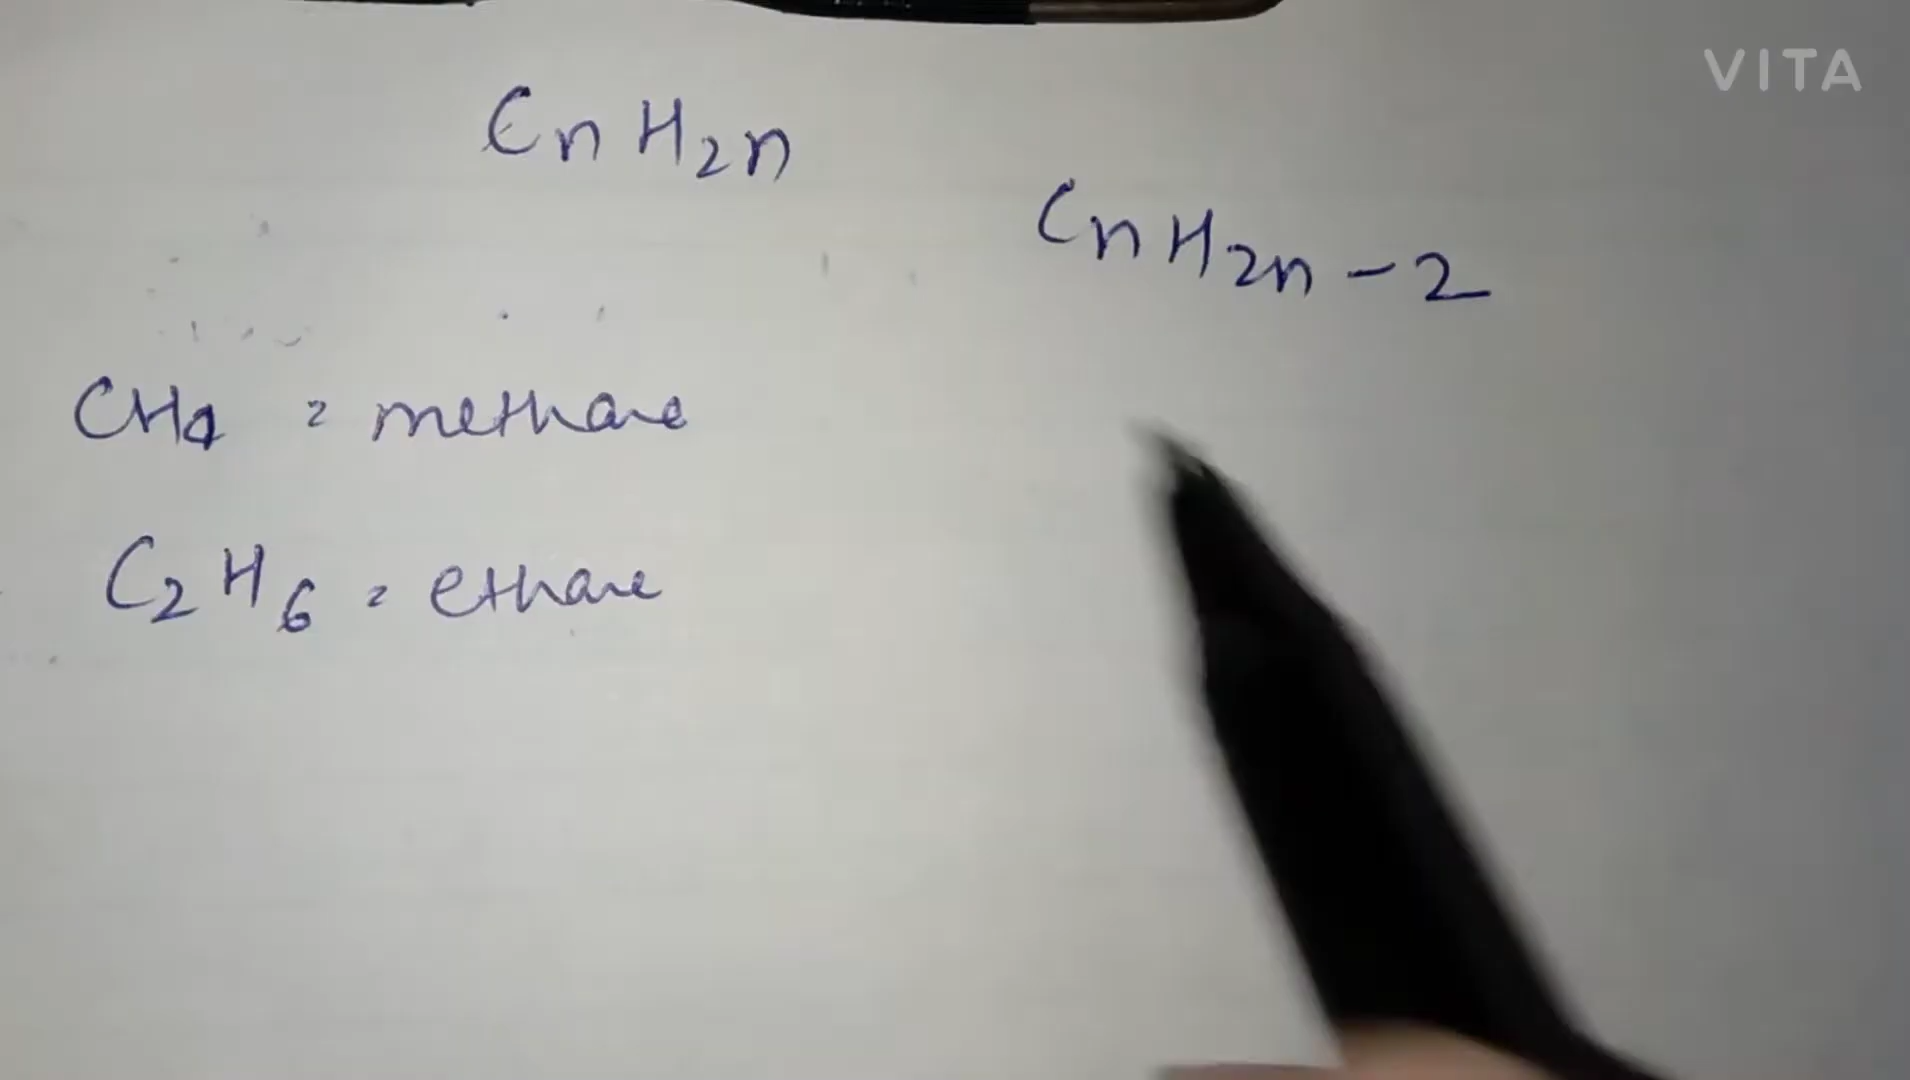 VITA
CnH2n
CnH2n-2
CH4 = methane
C2H6 = ethane